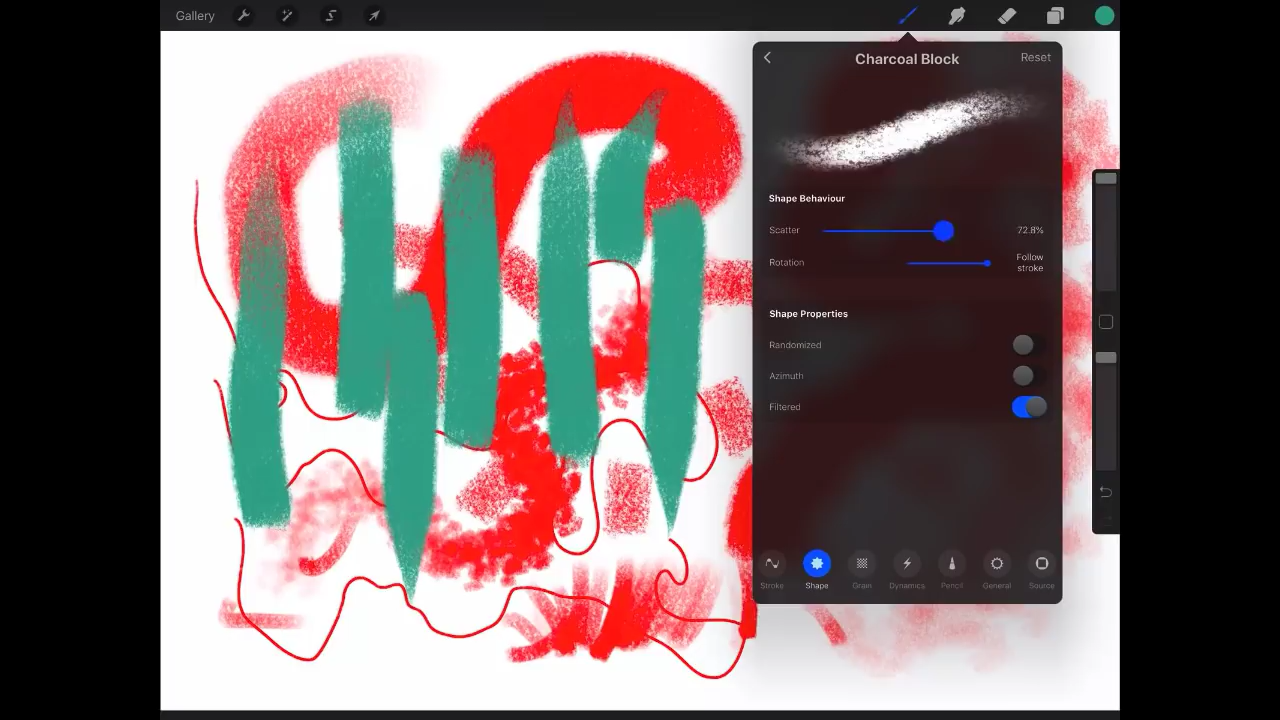 Gallery
Charcoal Block
Reset
Shape Behaviour
Scatter 72.8%
Rotation Follow stroke
Shape Properties
Randomized
Azimuth
Filtered
Stroke Shape Grain Dynamics Pencil General Source